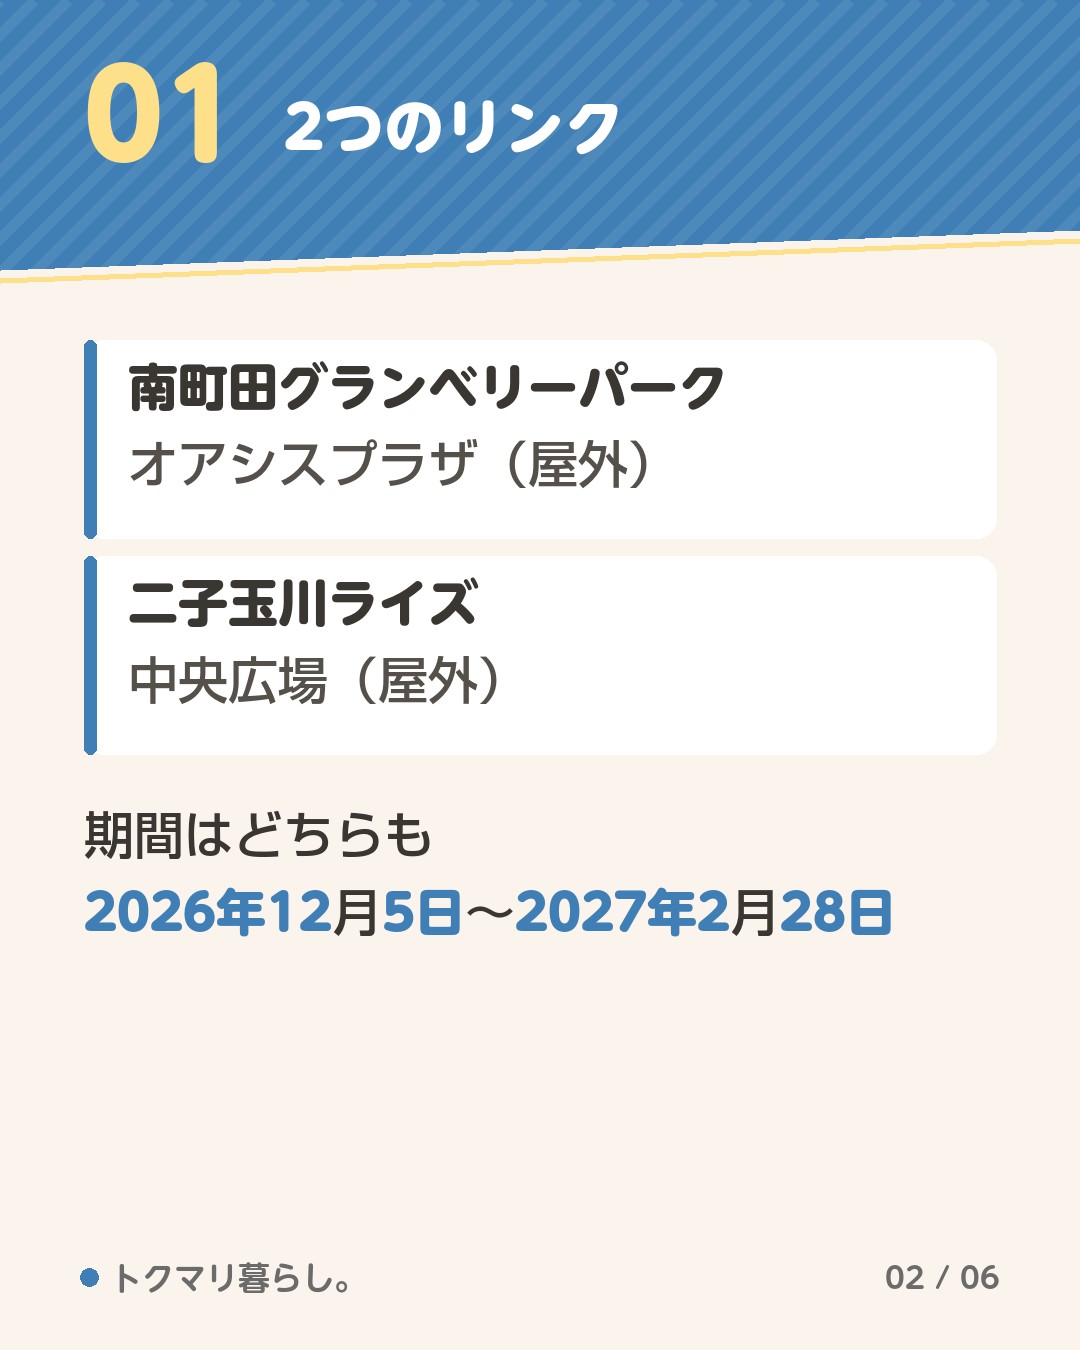 01 2つのリンク
南町田グランベリーパーク
オアシスプラザ（屋外）
二子玉川ライズ
中央広場（屋外）
期間はどちらも
2026年12月5日〜2027年2月28日
トクマリ暮らし。
02 / 06